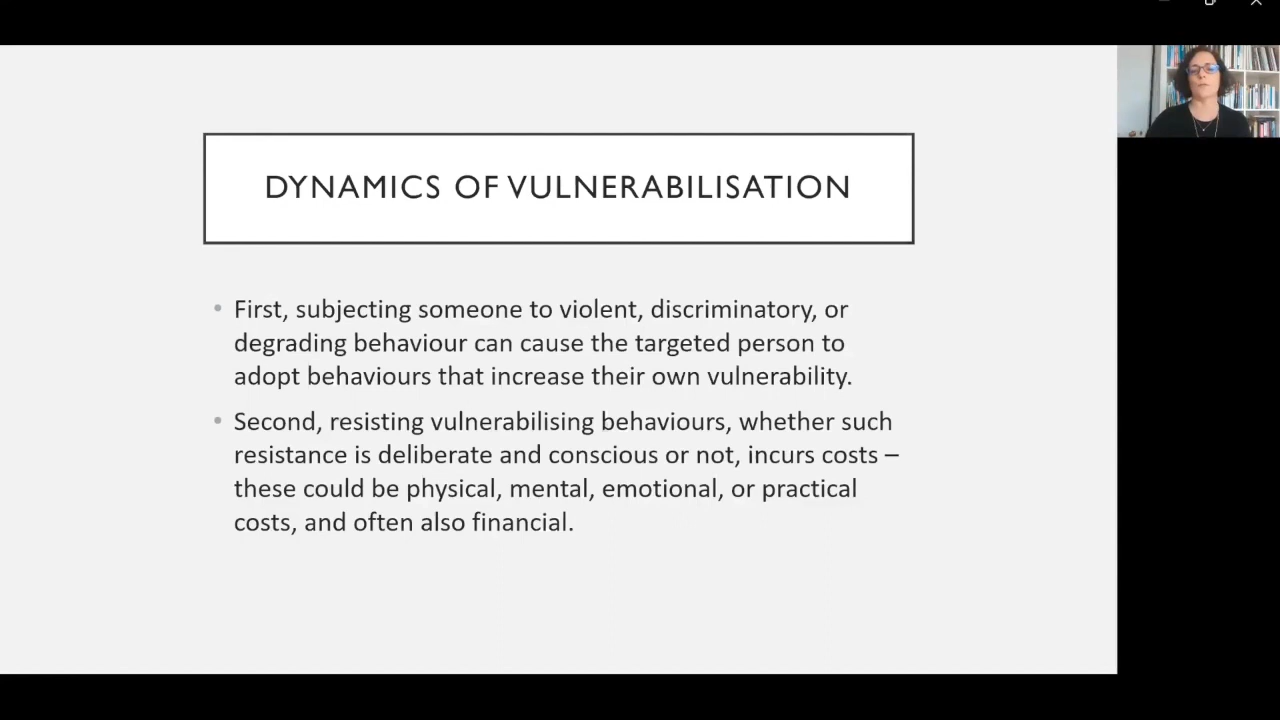 DYNAMICS OF VULNERABILISATION
• First, subjecting someone to violent, discriminatory, or
degrading behaviour can cause the targeted person to
adopt behaviours that increase their own vulnerability.
• Second, resisting vulnerabilising behaviours, whether such
resistance is deliberate and conscious or not, incurs costs –
these could be physical, mental, emotional, or practical
costs, and often also financial.